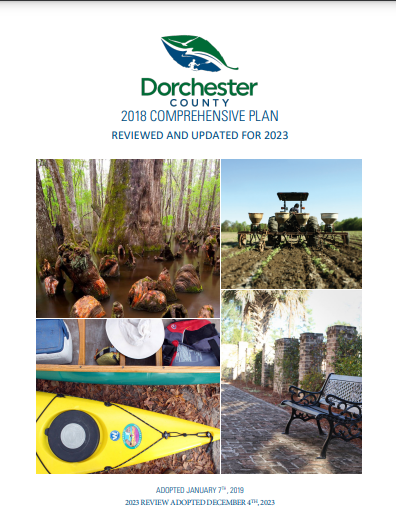 Dorchester
COUNTY
2018 COMPREHENSIVE PLAN
REVIEWED AND UPDATED FOR 2023
ADOPTED JANUARY 7TH, 2019
2023 REVIEW ADOPTED DECEMBER 4TH, 2023